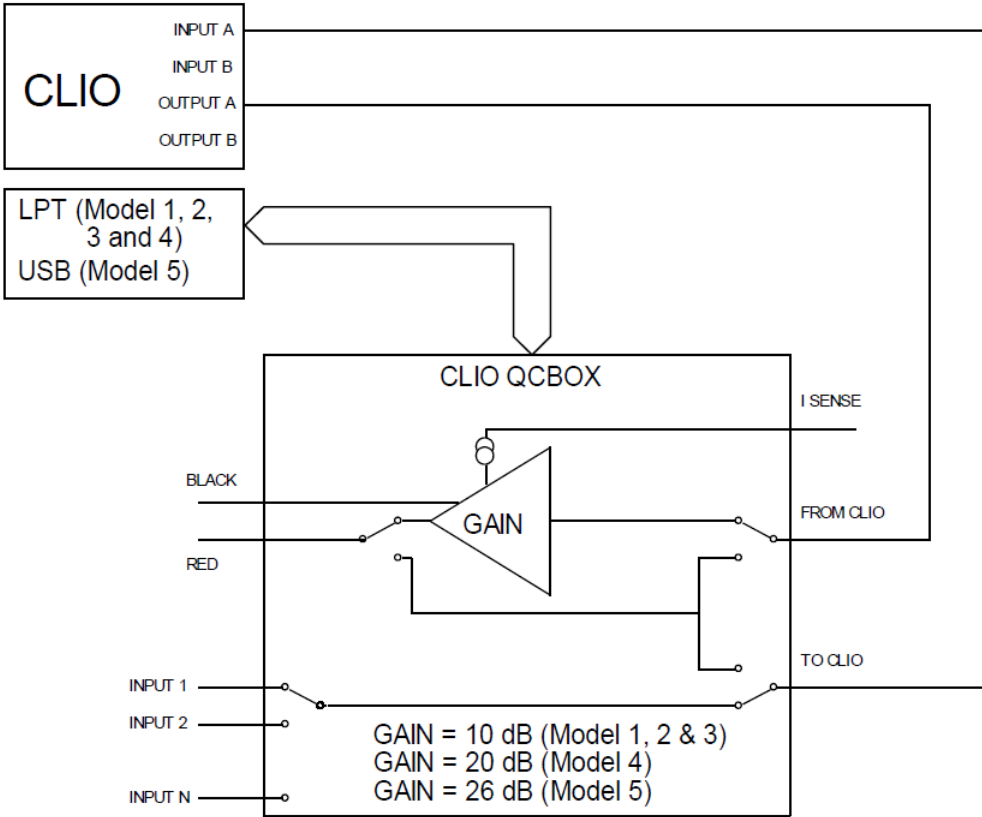 INPUT A
INPUT B
CLIO
OUTPUT A
OUTPUT B
LPT (Model 1, 2,
3 and 4)
USB (Model 5)
CLIO QCBOX
I SENSE
BLACK
GAIN
FROM CLIO
RED
TO CLIO
INPUT 1
INPUT 2
INPUT N
GAIN = 10 dB (Model 1, 2 & 3)
GAIN = 20 dB (Model 4)
GAIN = 26 dB (Model 5)